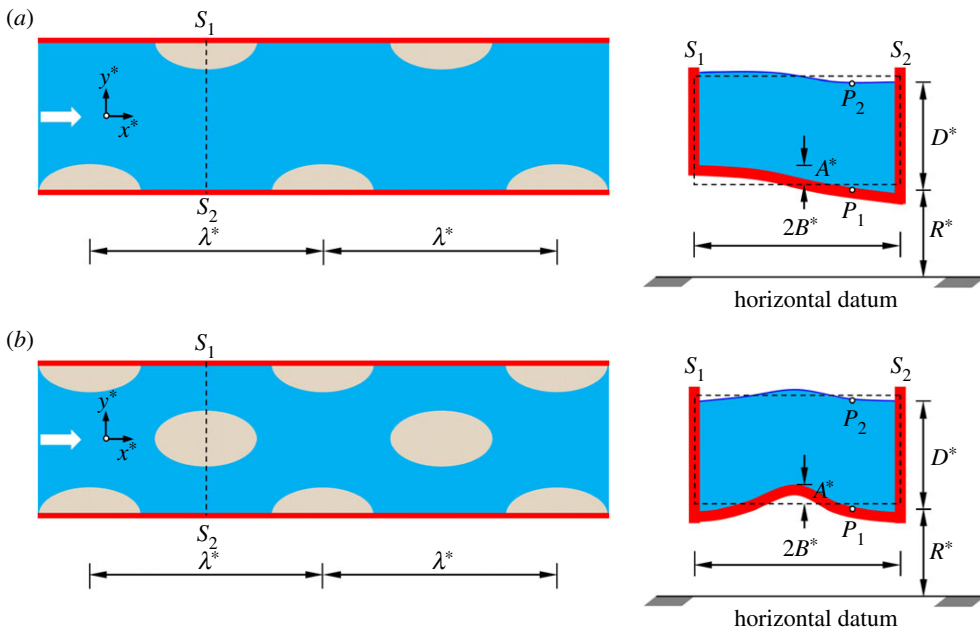 (a)
S₁
y*
x*
S₂
λ*
λ*
S₁
S₂
P₂
D*
A*
P₁
2B*
R*
horizontal datum
(b)
S₁
y*
x*
S₂
λ*
λ*
S₁
S₂
P₂
D*
A*
P₁
2B*
R*
horizontal datum